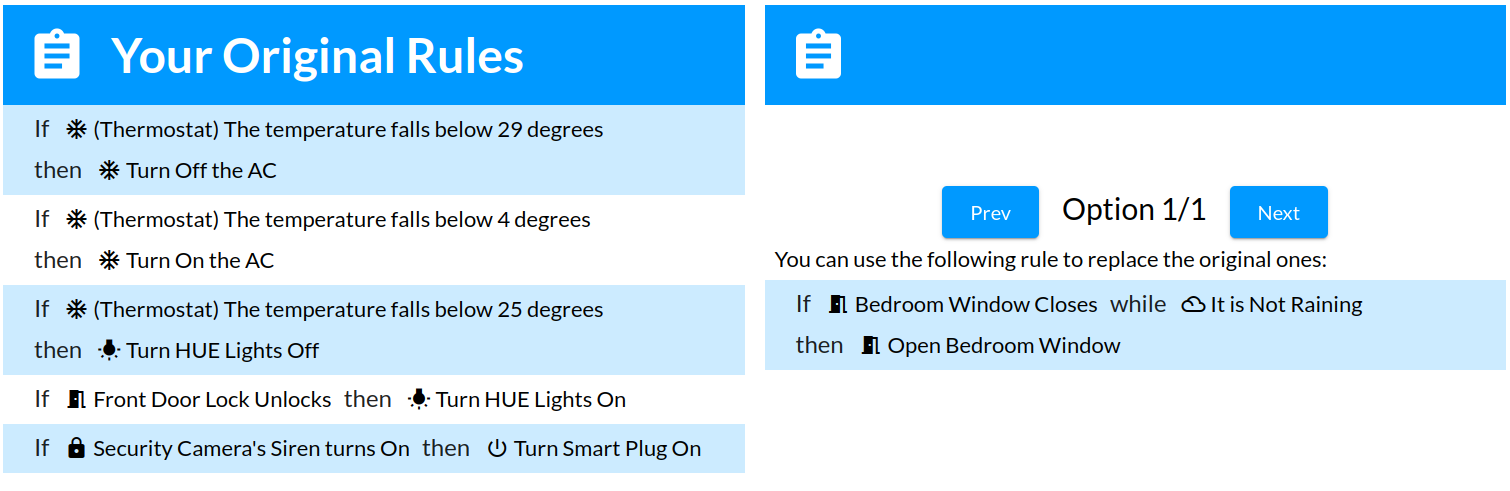 Your Original Rules
If (Thermostat) The temperature falls below 29 degrees
then Turn Off the AC
If (Thermostat) The temperature falls below 4 degrees
then Turn On the AC
If (Thermostat) The temperature falls below 25 degrees
then Turn HUE Lights Off
If Front Door Lock Unlocks then Turn HUE Lights On
If Security Camera's Siren turns On then Turn Smart Plug On
Prev Option 1/1 Next
You can use the following rule to replace the original ones:
If Bedroom Window Closes while It is Not Raining
then Open Bedroom Window